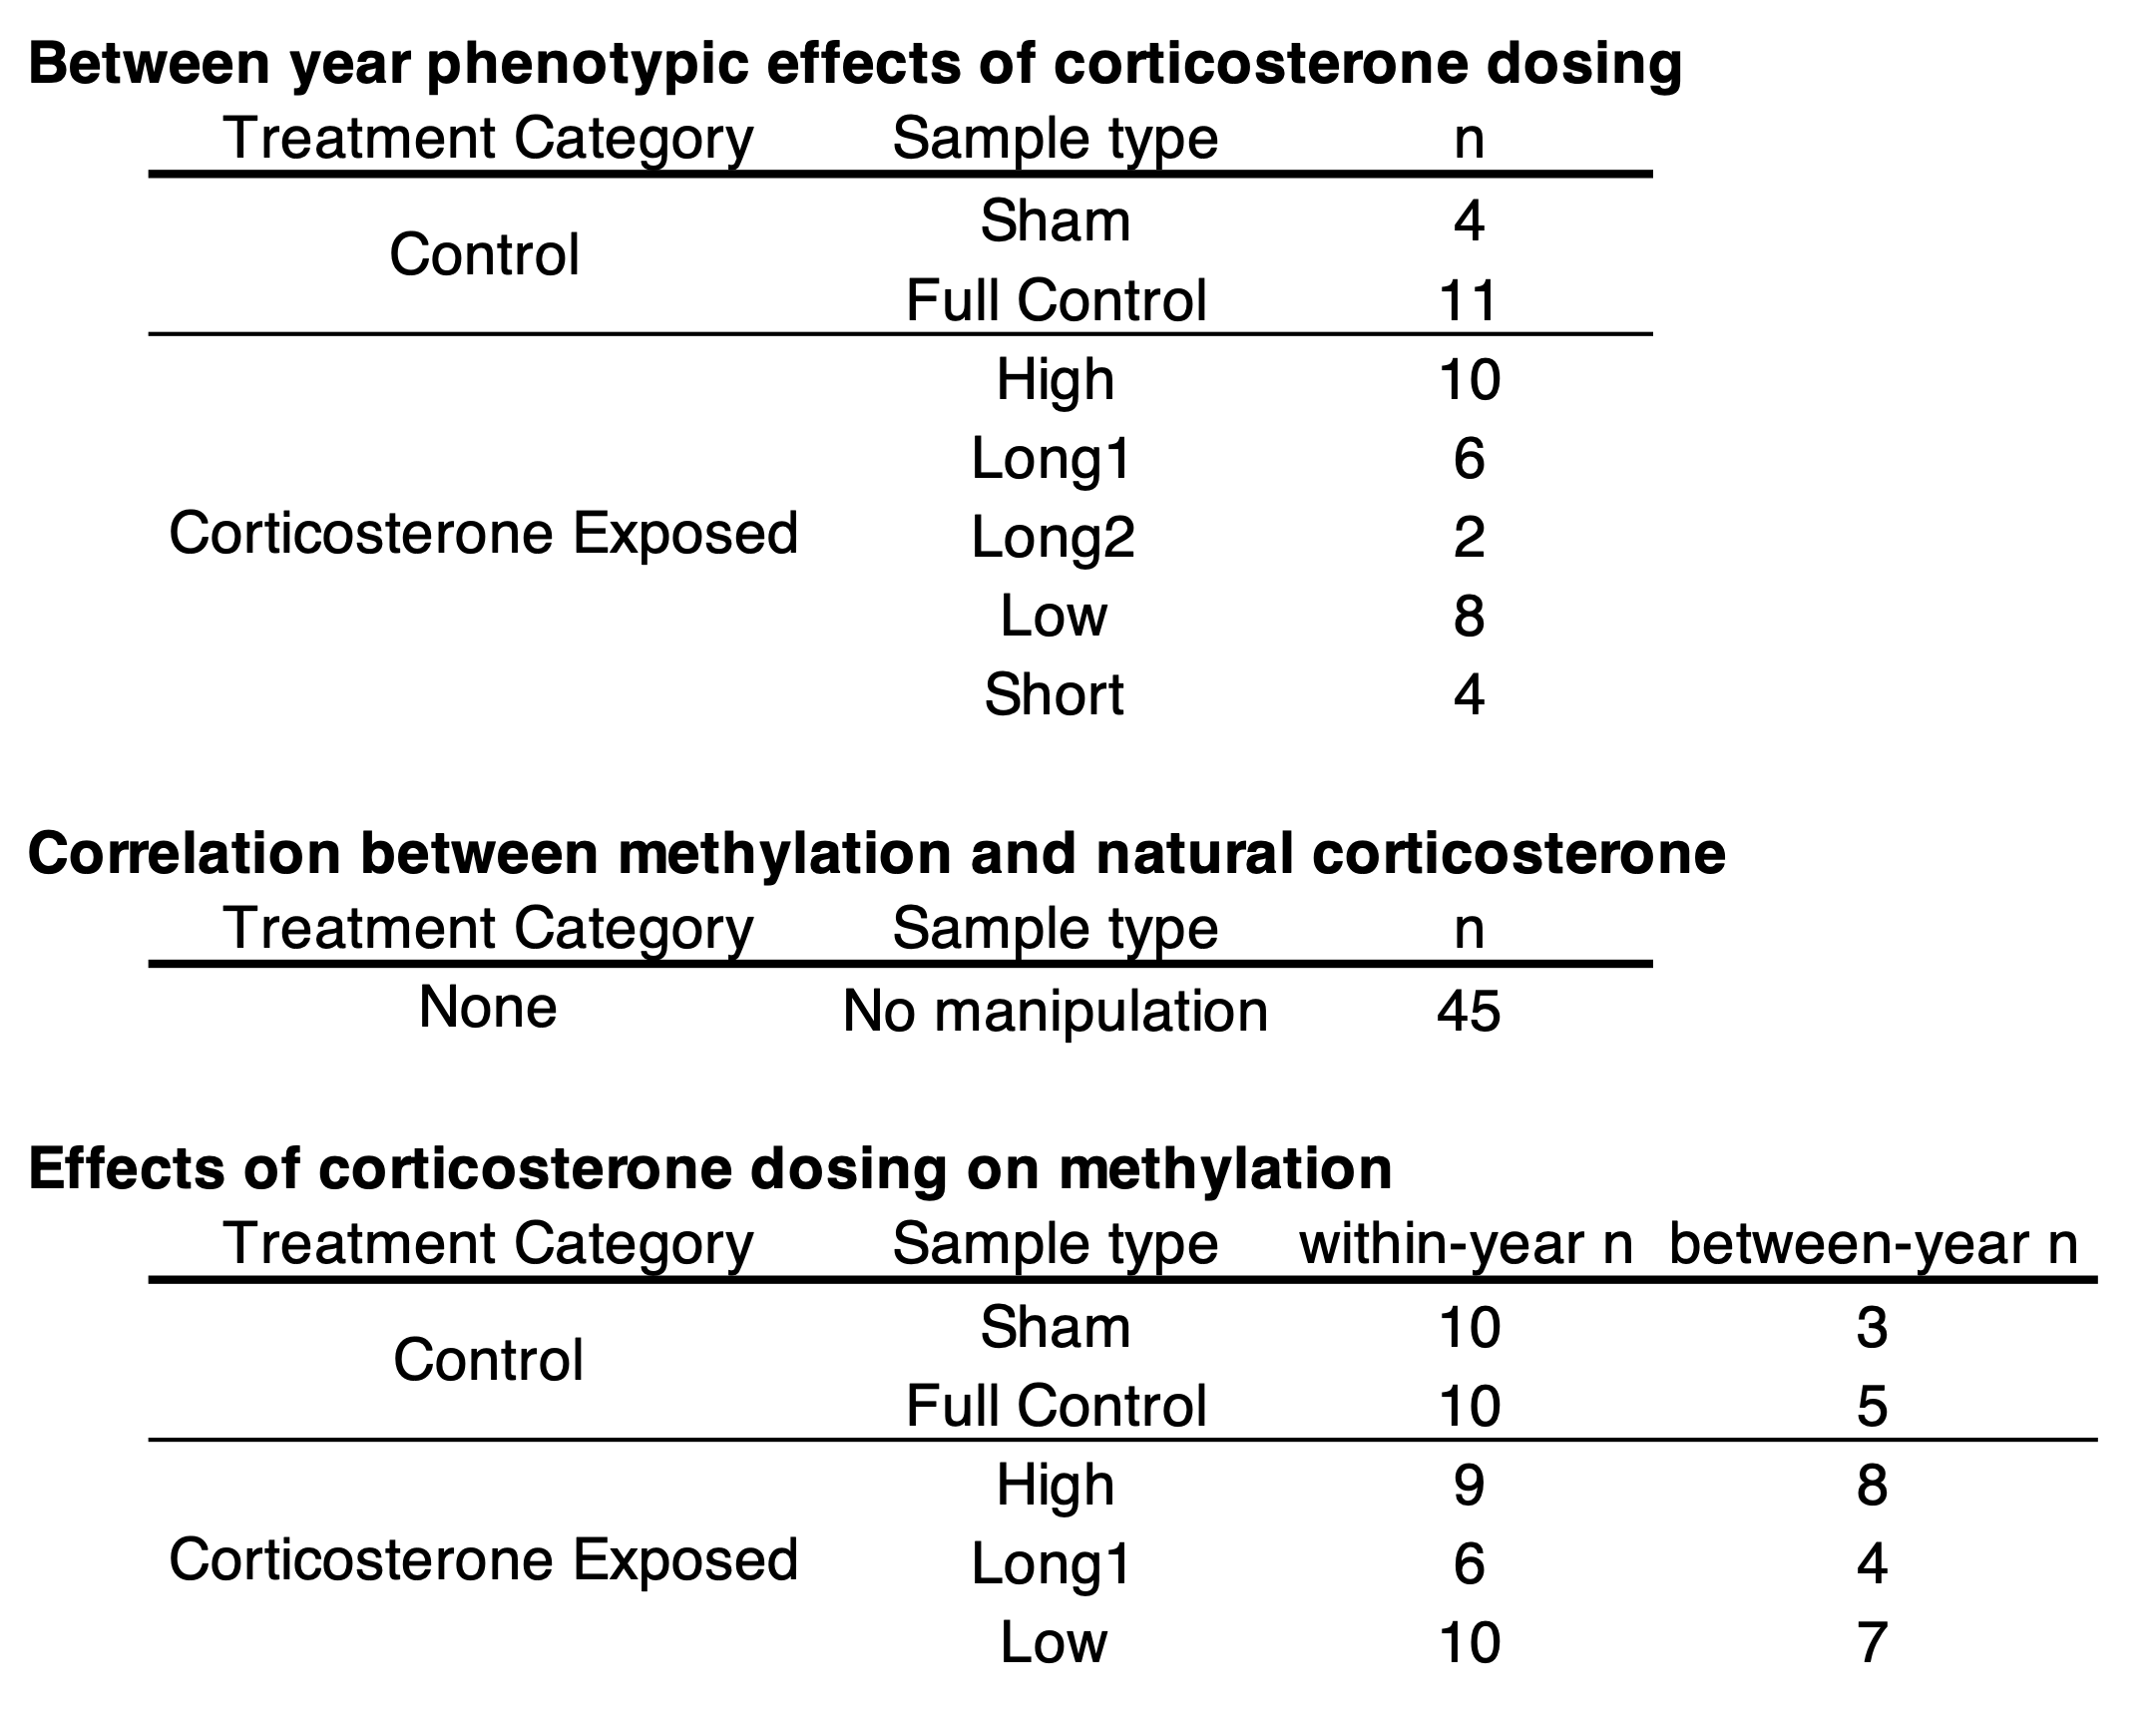 Between year phenotypic effects of corticosterone dosing
Treatment Category Sample type n
Sham 4
Control
Full Control 11
High 10
Long1 6
Corticosterone Exposed Long2 2
Low 8
Short 4
Correlation between methylation and natural corticosterone
Treatment Category Sample type n
None No manipulation 45
Effects of corticosterone dosing on methylation
Treatment Category Sample type within-year n between-year n
Sham 10 3
Control
Full Control 10 5
High 9 8
Corticosterone Exposed Long1 6 4
Low 10 7